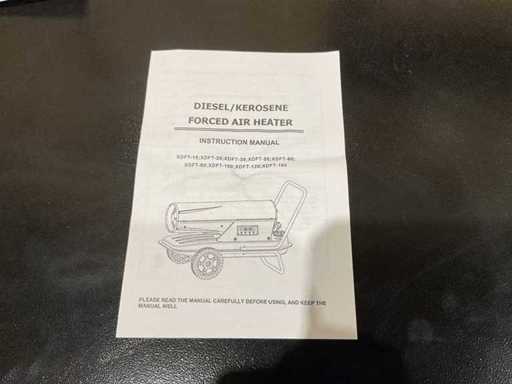 DIESEL/KEROSENE
FORCED AIR HEATER
INSTRUCTION MANUAL
PLEASE READ THE MANUAL CAREFULLY BEFORE USING, AND KEEP THE
MANUAL WELL